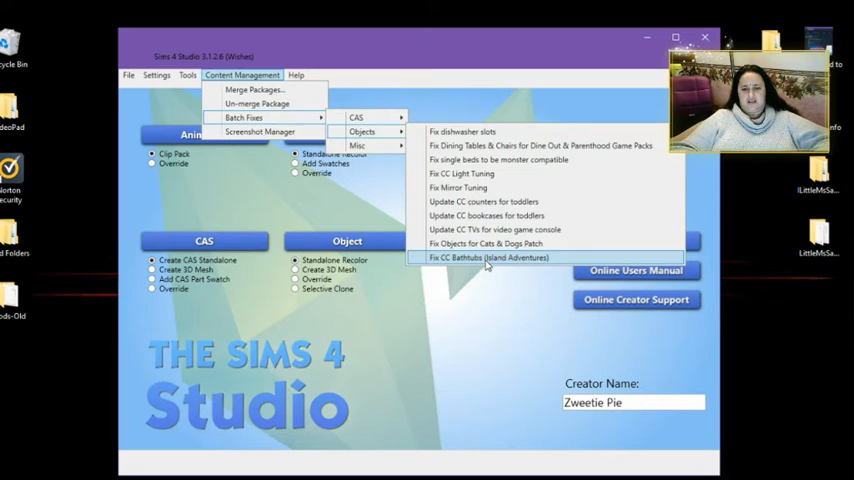 Sims 4 Studio 3.1.2.6 (Wishes)
File Settings Tools Content Management Help
Merge Packages...
Un-merge Package
Batch Fixes
Screenshot Manager
CAS
Objects
Misc
Fix dishwasher slots
Fix Dining Tables & Chairs for Dine Out & Parenthood Game Packs
Fix single beds to be monster compatible
Fix CC Light Tuning
Fix Mirror Tuning
Update CC counters for toddlers
Update CC bookcases for toddlers
Update CC TVs for video game console
Fix Objects for Cats & Dogs Patch
Fix CC Bathtubs (Island Adventures)
Clip Pack
Override
Standalone Recolor
Add Swatches
Override
CAS
Create CAS Standalone
Create 3D Mesh
Add CAS Part Swatch
Override
Object
Standalone Recolor
Create 3D Mesh
Override
Selective Clone
Online Users Manual
Online Creator Support
THE SIMS 4
Studio
Creator Name:
Zweetie Pie
Norton
Security